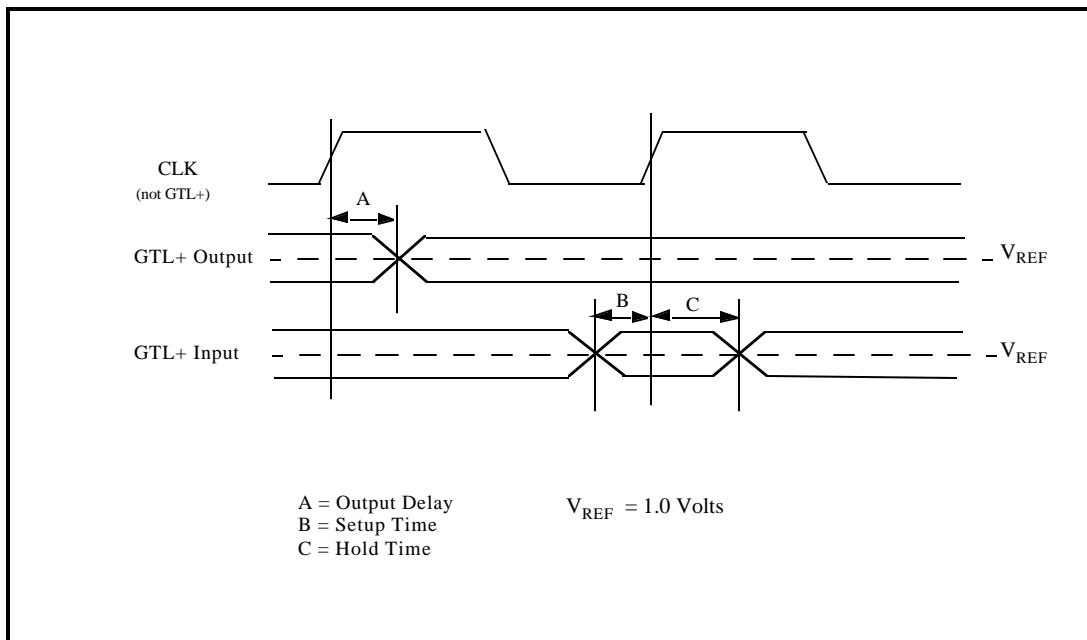 CLK
(not GTL+)
A
GTL+ Output
VREF
B
C
GTL+ Input
VREF
A = Output Delay
B = Setup Time
C = Hold Time
VREF = 1.0 Volts